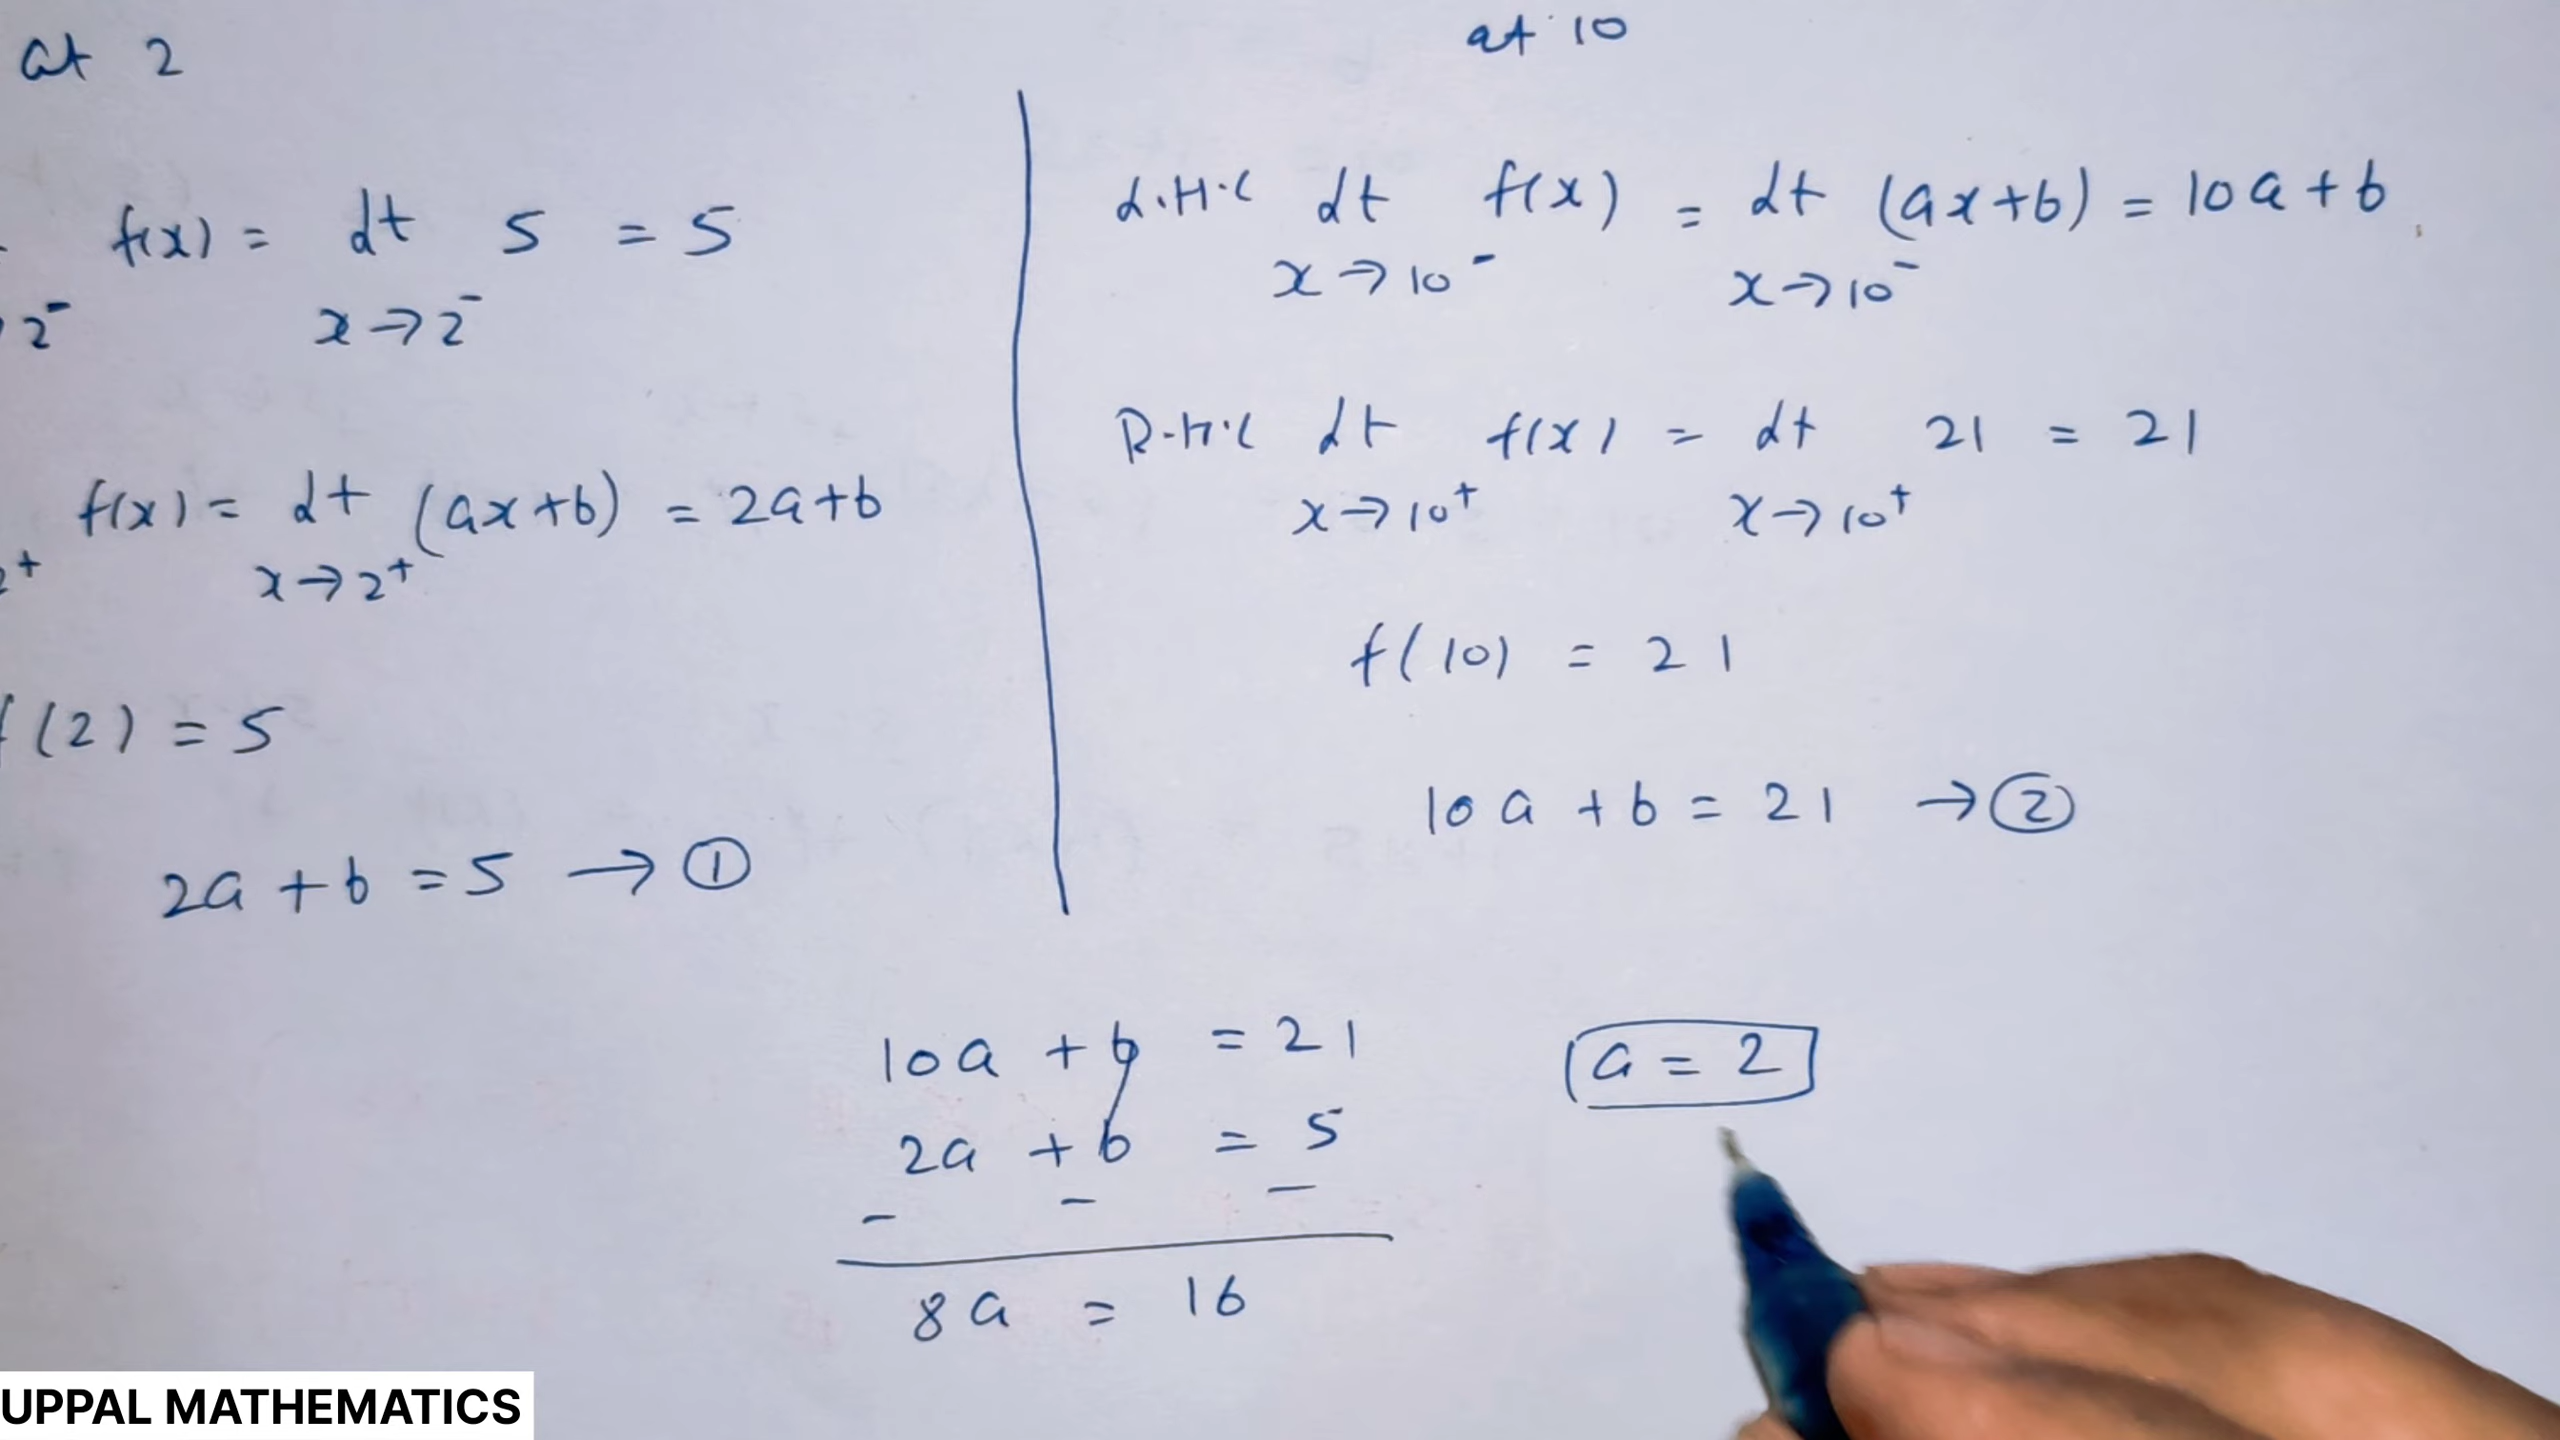 at 2
f(x) = lt 5 = 5
2⁻ x→2⁻
f(x) = lt (ax+b) = 2a+b
2⁺ x→2⁺
f(2) = 5
2a + b = 5 → ①
at 10
L.H.L lt f(x) = lt (ax+b) = 10a+b
x→10⁻ x→10⁻
R.H.L lt f(x) = lt 21 = 21
x→10⁺ x→10⁺
f(10) = 21
10a + b = 21 → ②
10a + b = 21
2a + b = 5
- - -
8a = 16
a = 2
UPPAL MATHEMATICS